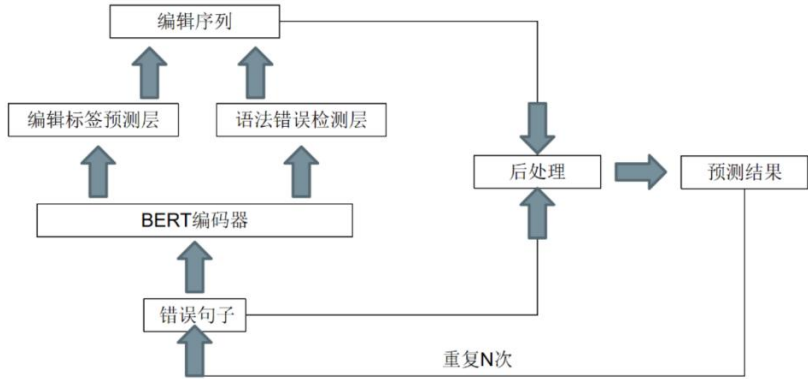 编辑序列
编辑标签预测层
语法错误检测层
后处理
预测结果
BERT编码器
错误句子
重复N次